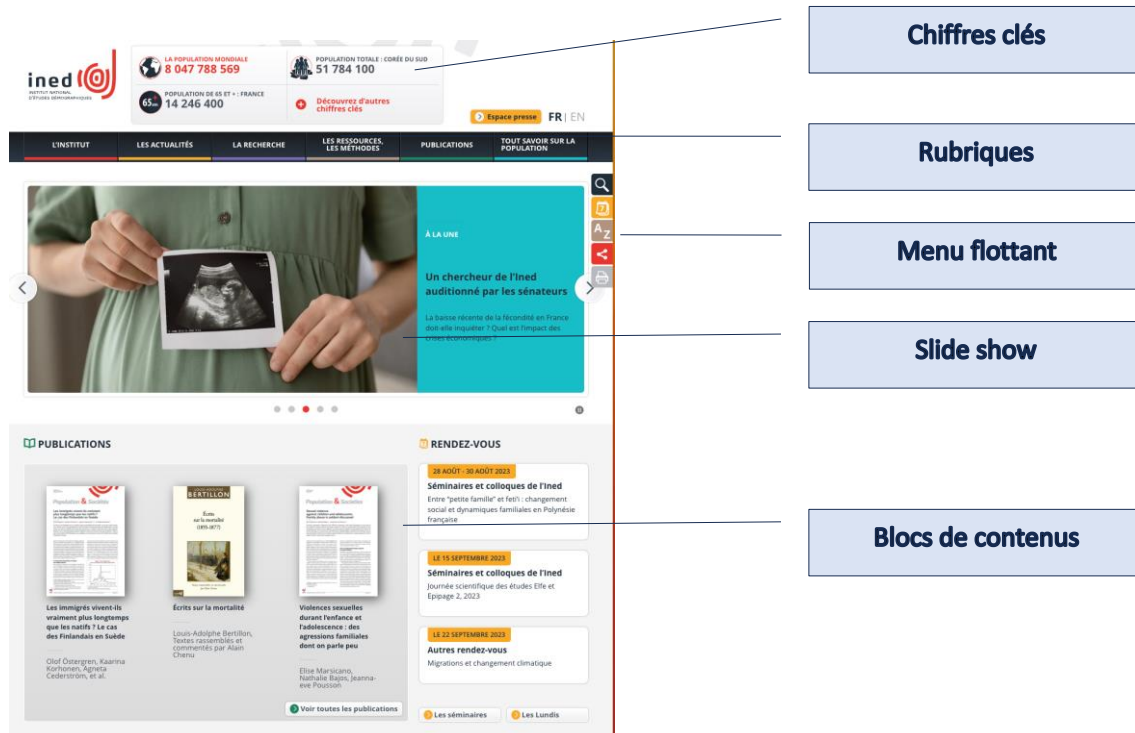 ined
INSTITUT NATIONAL
D'ÉTUDES DÉMOGRAPHIQUES
LA POPULATION MONDIALE
8 047 788 569
POPULATION TOTALE : CORÉE DU SUD
51 784 100
65
POPULATION DE 65 ET + : FRANCE
14 246 400
Découvrez d'autres
chiffres clés
Espace presse
FR | EN
L'INSTITUT
LES ACTUALITÉS
LA RECHERCHE
LES RESSOURCES,
LES MÉTHODES
PUBLICATIONS
TOUT SAVOIR SUR LA
POPULATION
A Z
À LA UNE
Un chercheur de l'Ined
auditionné par les sénateurs
La baisse récente de la fécondité en France
doit-elle inquiéter ? Quel est l'impact des
crises économiques ?
PUBLICATIONS
Population & Sociétés
BERTILLON
Écrits
sur la mortalité
Population & Sociétés
Les immigrés vivent-ils
vraiment plus longtemps
que les natifs ? Le cas
des Finlandais en Suède
Olof Östergren, Kaarina
Korhonen, Agneta
Cederström, et al.
Écrits sur la mortalité
Louis-Adolphe Bertillon,
Textes rassemblés et
commentés par Alain
Chenu
Violences sexuelles
durant l'enfance et
l'adolescence : des
agressions familiales
dont on parle peu
Elise Marsicano,
Nathalie Bajos, Jeanna-
eve Pousson
Voir toutes les publications
RENDEZ-VOUS
28 AOÛT - 30 AOÛT 2023
Séminaires et colloques de l'Ined
Entre "petite famille" et feti'i : changement
social et dynamiques familiales en Polynésie
française
LE 15 SEPTEMBRE 2023
Séminaires et colloques de l'Ined
Journée scientifique des études Elfe et
Epipage 2, 2023
LE 22 SEPTEMBRE 2023
Autres rendez-vous
Migrations et changement climatique
Les séminaires
Les Lundis
Chiffres clés
Rubriques
Menu flottant
Slide show
Blocs de contenus